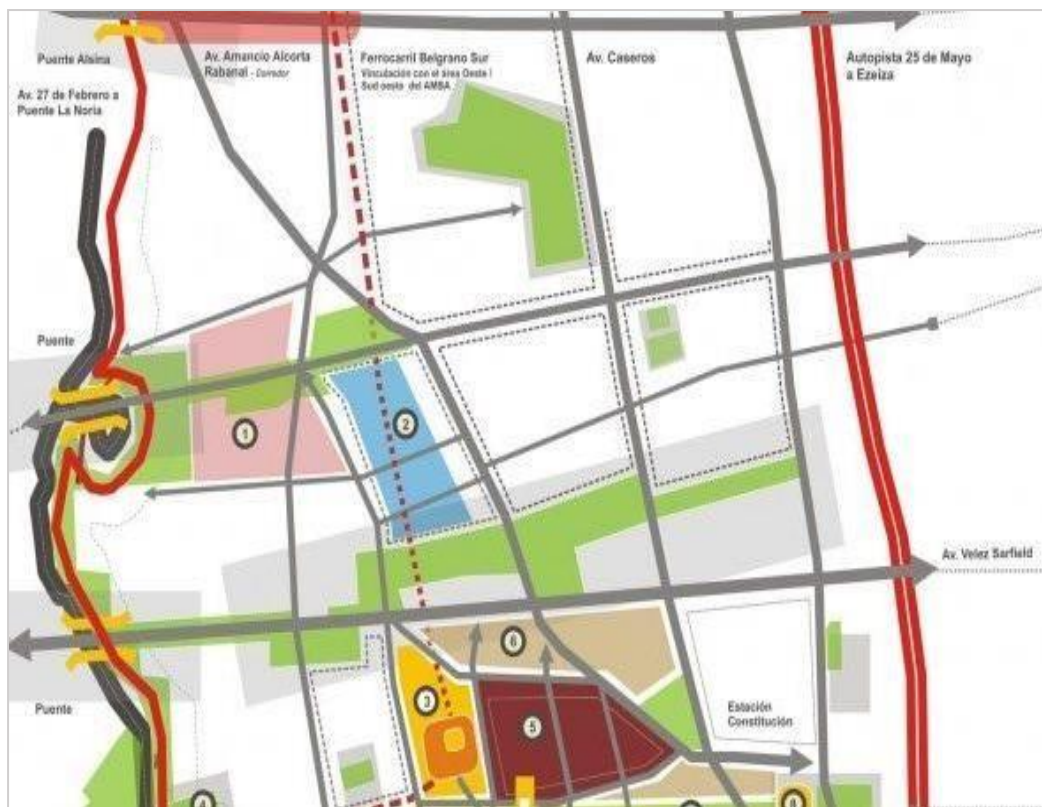 Puente Alsina
Av. 27 de Febrero a
Puente La Noria
Av. Amancio Alcorta
Rabanal - Corredor
Ferrocarril Belgrano Sur
Vinculación con el área Oeste /
Sud oeste del AMBA
Av. Caseros
Autopista 25 de Mayo
a Ezeiza
Puente
1
2
Av. Velez Sarfield
6
Puente
3
5
Estación
Constitución
4